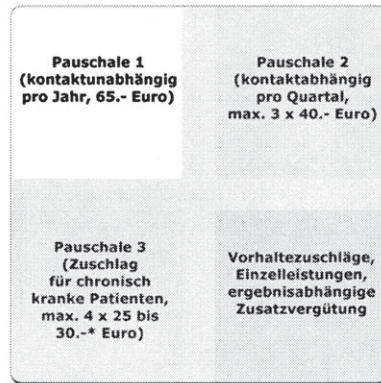 Pauschale 1
(kontaktunabhängig
pro Jahr, 65.- Euro)
Pauschale 2
(kontaktabhängig
pro Quartal,
max. 3 x 40.- Euro)
Pauschale 3
(Zuschlag
für chronisch
kranke Patienten,
max. 4 x 25 bis
30.-* Euro)
Vorhaltezuschläge,
Einzelleistungen,
ergebnisabhängige
Zusatzvergütung